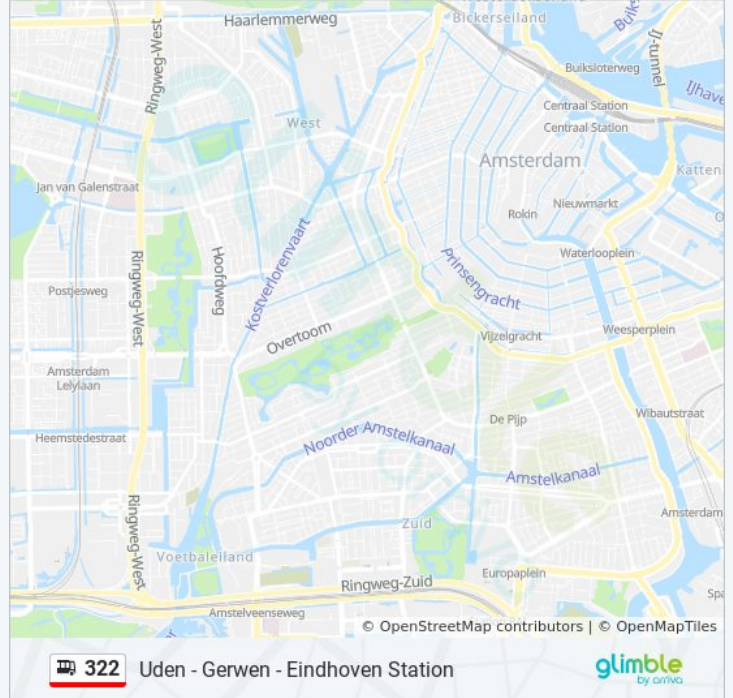 Haarlemmerweg
Bickerseiland
Ringweg-West
IJ-tunnel
Buiksloterweg
IJhave
Centraal Station
West
Centraal Station
Amsterdam
Katten
Jan van Galenstraat
Nieuwmarkt
Rokin
Kostverlorenvaart
Waterlooplein
Hoofdweg
Ringweg-West
Prinsengracht
Postjesweg
Overtoom
Vijzelgracht
Weesperplein
Amsterdam
Lelylaan
De Pijp
Wibautstraat
Heemstedestraat
Noorder Amstelkanaal
Amstelkanaal
Ringweg-West
Zuid
Amsterdam
Voetbaleiland
Europaplein
Ringweg-Zuid
Spa
Amstelveenseweg
© OpenStreetMap contributors | © OpenMapTiles
322 Uden - Gerwen - Eindhoven Station
glimble
by arriva